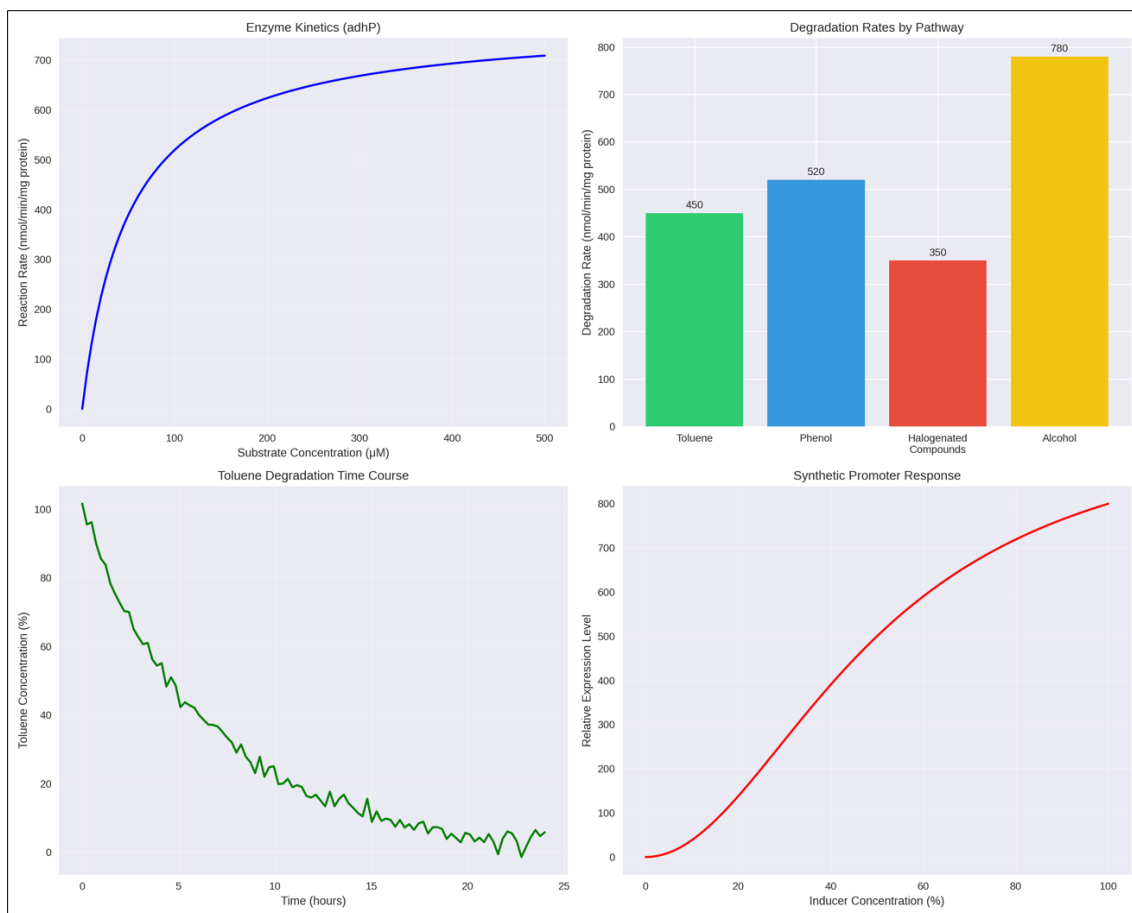 Enzyme Kinetics (adhP)
Reaction Rate (nmol/min/mg protein)
700
600
500
400
300
200
100
0
0 100 200 300 400 500
Substrate Concentration (µM)
Degradation Rates by Pathway
Degradation Rate (nmol/min/mg protein)
800
700
600
500
400
300
200
100
0
450
520
350
780
Toluene Phenol Halogenated Compounds Alcohol
Toluene Degradation Time Course
Toluene Concentration (%)
100
80
60
40
20
0
0 5 10 15 20 25
Time (hours)
Synthetic Promoter Response
Relative Expression Level
800
700
600
500
400
300
200
100
0
0 20 40 60 80 100
Inducer Concentration (%)